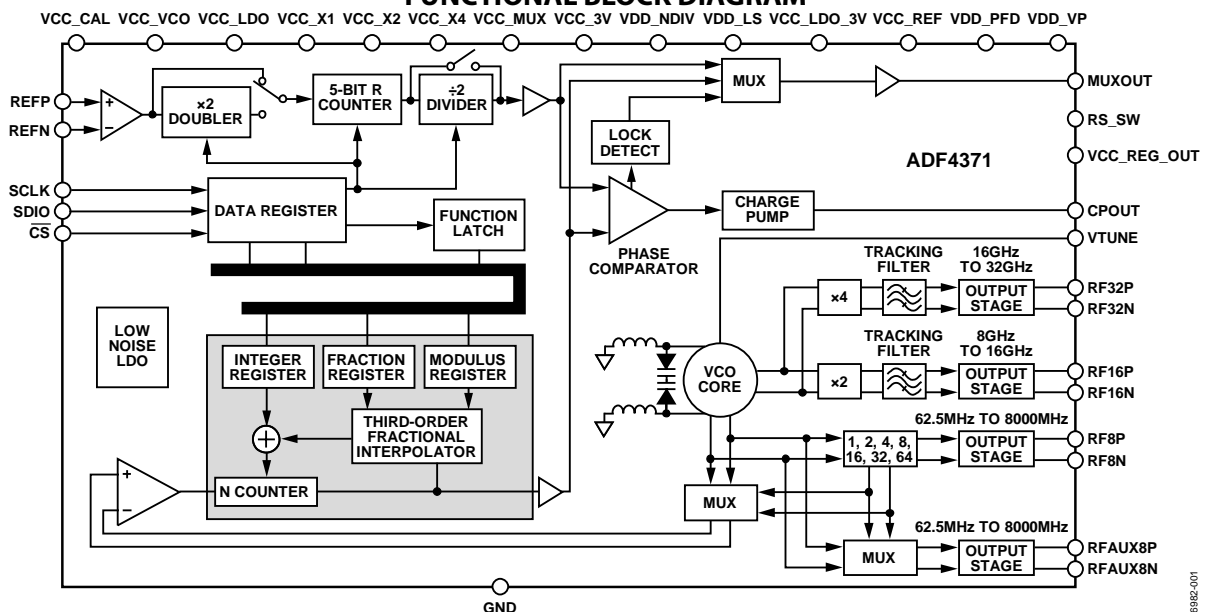 FUNCTIONAL BLOCK DIAGRAM
VCC_CAL VCC_VCO VCC_LDO VCC_X1 VCC_X2 VCC_X4 VCC_MUX VCC_3V VDD_NDIV VDD_LS VCC_LDO_3V VCC_REF VDD_PFD VDD_VP
REFP
REFN
+
–
×2
DOUBLER
5-BIT R
COUNTER
÷2
DIVIDER
MUX
MUXOUT
RS_SW
VCC_REG_OUT
LOCK
DETECT
ADF4371
SCLK
SDIO
CS
DATA REGISTER
FUNCTION
LATCH
PHASE
COMPARATOR
CHARGE
PUMP
CPOUT
VTUNE
LOW
NOISE
LDO
INTEGER
REGISTER
FRACTION
REGISTER
MODULUS
REGISTER
THIRD-ORDER
FRACTIONAL
INTERPOLATOR
+
–
N COUNTER
VCO
CORE
×4
TRACKING
FILTER
16GHz
TO 32GHz
OUTPUT
STAGE
RF32P
RF32N
×2
TRACKING
FILTER
8GHz
TO 16GHz
OUTPUT
STAGE
RF16P
RF16N
1, 2, 4, 8,
16, 32, 64
62.5MHz TO 8000MHz
OUTPUT
STAGE
RF8P
RF8N
MUX
MUX
62.5MHz TO 8000MHz
OUTPUT
STAGE
RFAUX8P
RFAUX8N
GND
6982-001